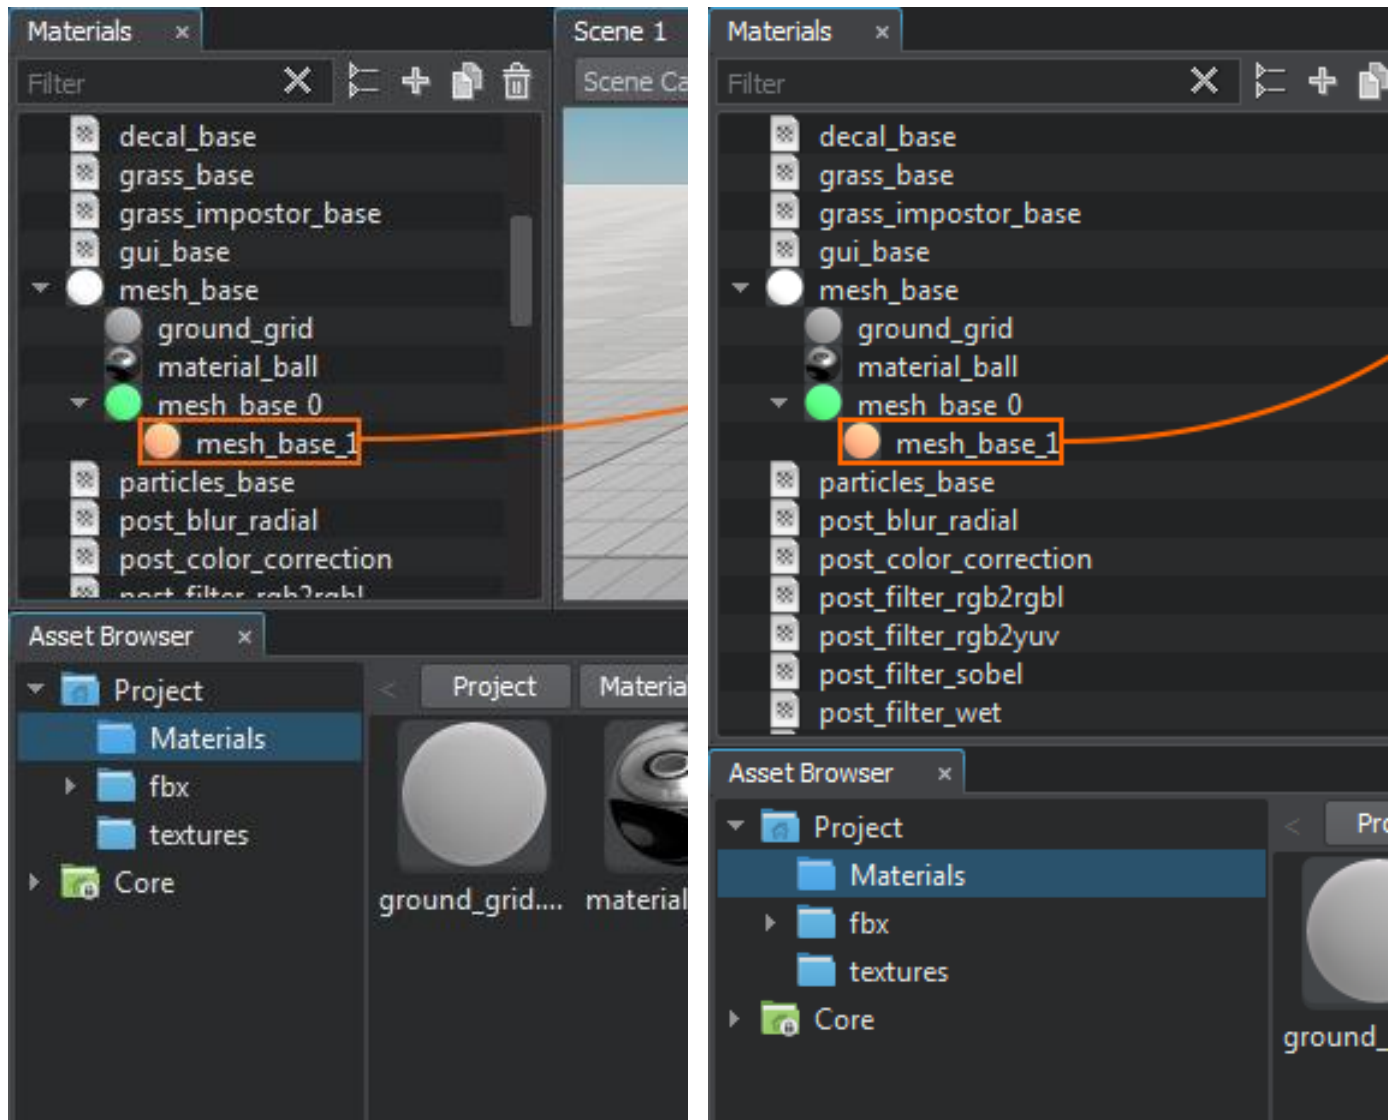 Materials ×
Scene 1
Filter
Scene Ca
decal_base
grass_base
grass_impostor_base
gui_base
mesh_base
ground_grid
material_ball
mesh_base_0
mesh_base_1
particles_base
post_blur_radial
post_color_correction
post_filter_rgb2rgbl
Asset Browser ×
Project
< Project Materia
Materials
fbx
textures
Core
ground_grid....
material
Materials ×
Filter
decal_base
grass_base
grass_impostor_base
gui_base
mesh_base
ground_grid
material_ball
mesh_base_0
mesh_base_1
particles_base
post_blur_radial
post_color_correction
post_filter_rgb2rgbl
post_filter_rgb2yuv
post_filter_sobel
post_filter_wet
Asset Browser ×
Project
< Pro
Materials
fbx
textures
Core
ground_